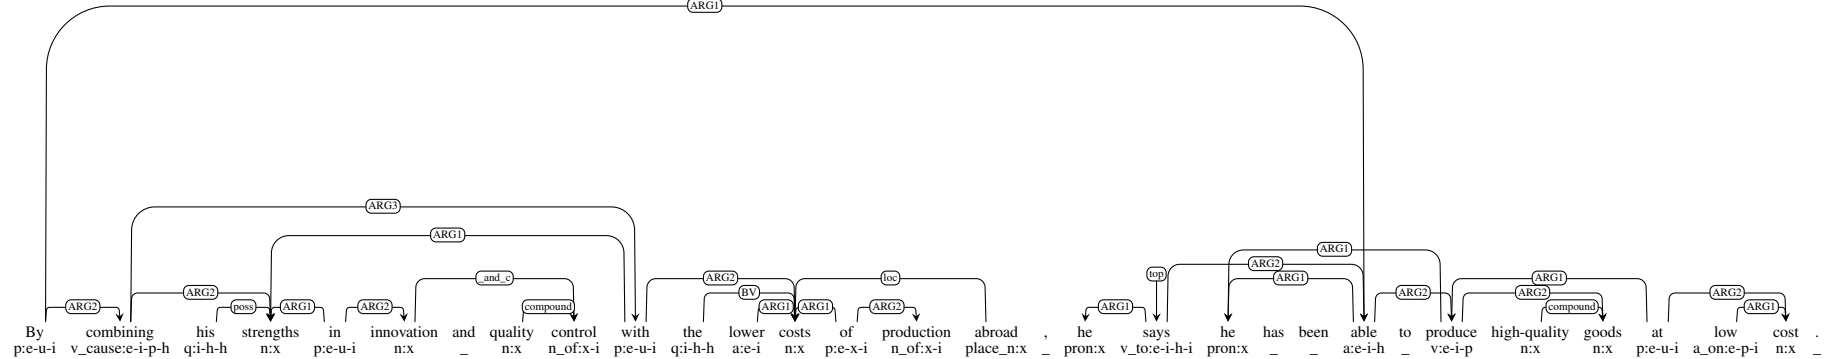 ARG1
ARG3
ARG1
ARG1
_and_c ARG2 loc top ARG2 ARG1 ARG1
BV ARG2 ARG2 ARG2
ARG2 ARG2 poss ARG1 ARG2 compound ARG1 ARG1 ARG2 ARG1 compound ARG1
By combining his strengths in innovation and quality control with the lower costs of production abroad , he says he has been able to produce high-quality goods at low cost .
p:e-u-i v_cause:e-i-p-h q:i-h-h n:x p:e-u-i n:x _ n:x n_of:x-i p:e-u-i q:i-h-h a:e-i n:x p:e-x-i n_of:x-i place_n:x _ pron:x v_to:e-i-h-i pron:x _ _ a:e-i-h _ v:e-i-p n:x n:x p:e-u-i a_on:e-p-i n:x _